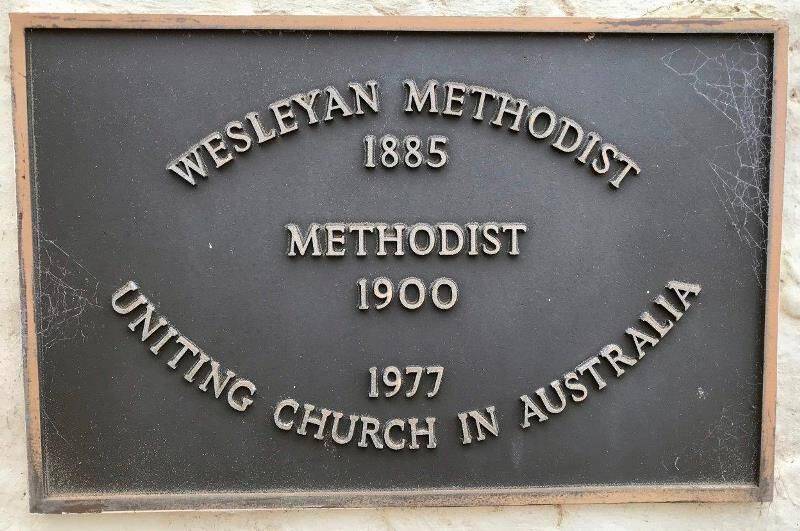 WESLEYAN METHODIST
1885
METHODIST
1900
1977
UNITING CHURCH IN AUSTRALIA